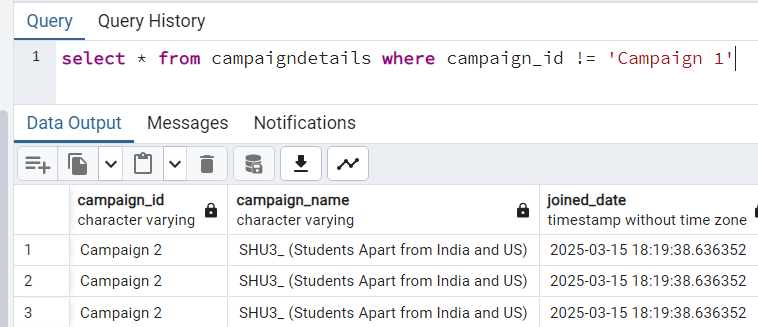 Query Query History
1 select * from campaigndetails where campaign_id != 'Campaign 1'
Data Output Messages Notifications
campaign_id campaign_name joined_date
character varying character varying timestamp without time zone
1 Campaign 2 SHU3_ (Students Apart from India and US) 2025-03-15 18:19:38.636352
2 Campaign 2 SHU3_ (Students Apart from India and US) 2025-03-15 18:19:38.636352
3 Campaign 2 SHU3_ (Students Apart from India and US) 2025-03-15 18:19:38.636352